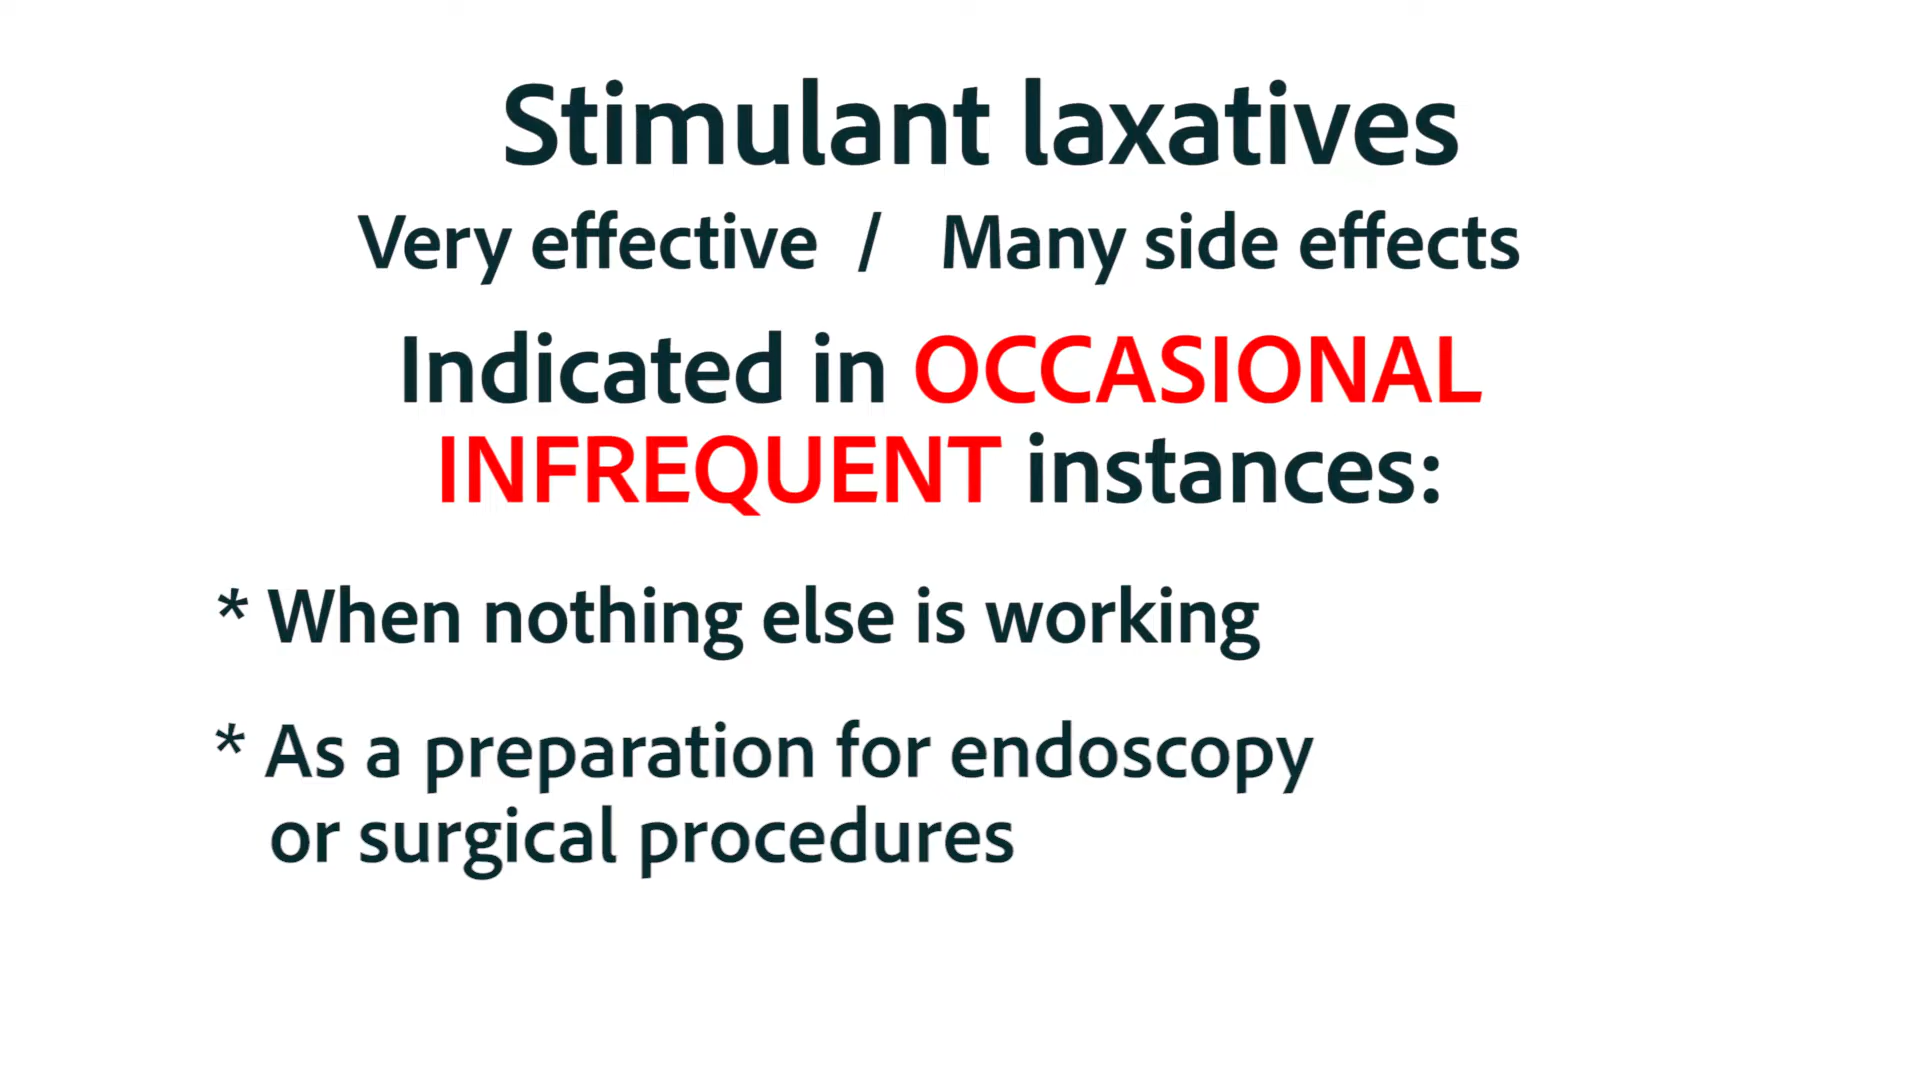 Stimulant laxatives
Very effective / Many side effects
Indicated in OCCASIONAL
INFREQUENT instances:
* When nothing else is working
* As a preparation for endoscopy
or surgical procedures